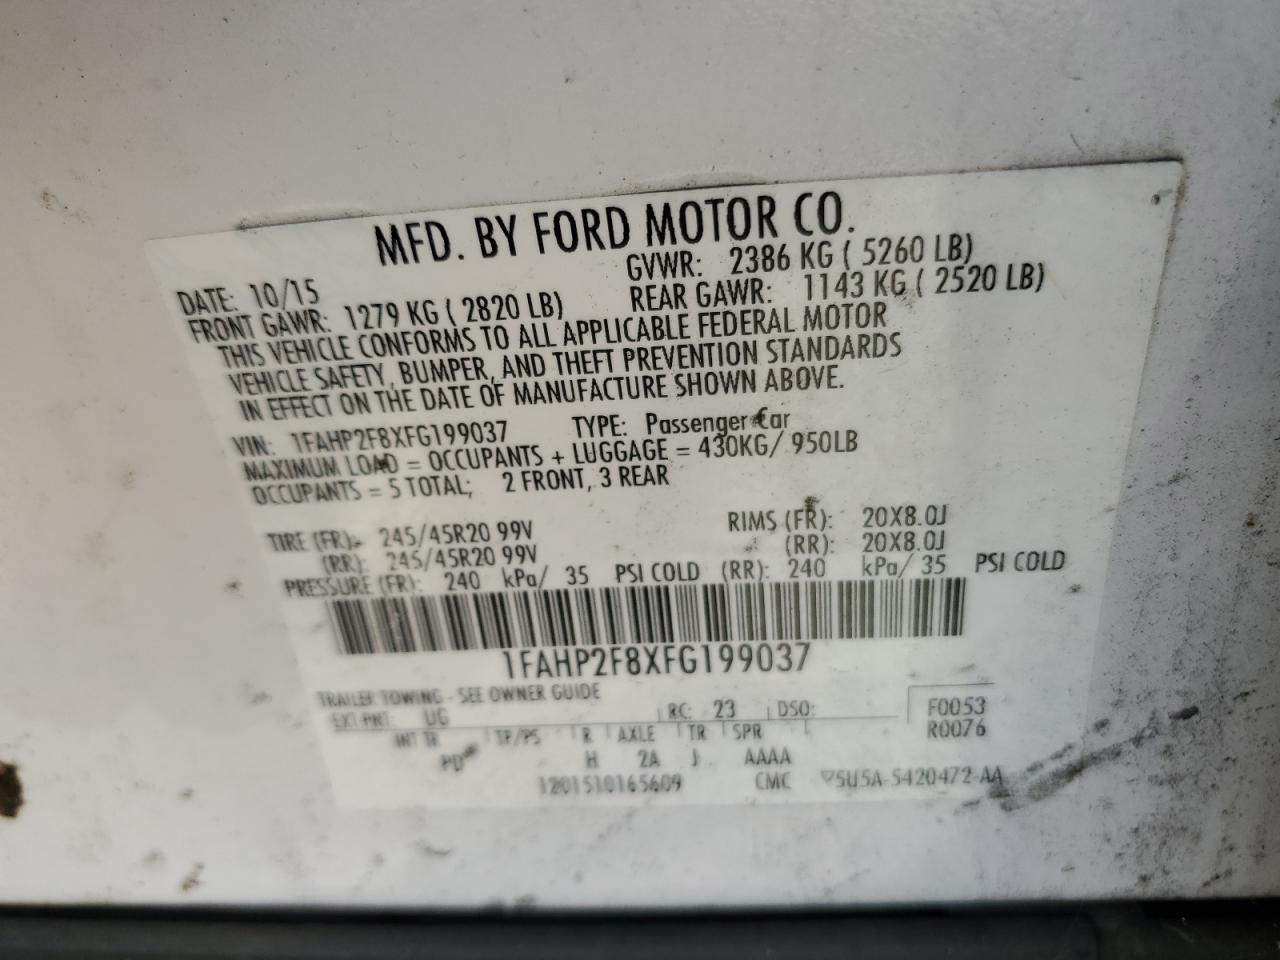 MFD. BY FORD MOTOR CO.
DATE: 10/15 GVWR: 2386 KG ( 5260 LB)
FRONT GAWR: 1279 KG ( 2820 LB) REAR GAWR: 1143 KG ( 2520 LB)
THIS VEHICLE CONFORMS TO ALL APPLICABLE FEDERAL MOTOR
VEHICLE SAFETY, BUMPER, AND THEFT PREVENTION STANDARDS
IN EFFECT ON THE DATE OF MANUFACTURE SHOWN ABOVE.
VIN: 1FAHP2F8XFG199037 TYPE: Passenger Car
MAXIMUM LOAD = OCCUPANTS + LUGGAGE = 430KG/ 950LB
OCCUPANTS = 5 TOTAL; 2 FRONT, 3 REAR
TIRE (FR): 245/45R20 99V RIMS (FR): 20X8.0J
(RR): 245/45R20 99V (RR): 20X8.0J
PRESSURE (FR): 240 kPa/ 35 PSI COLD (RR): 240 kPa/ 35 PSI COLD
1FAHP2F8XFG199037
TRAILER TOWING - SEE OWNER GUIDE
EXT PNT: UG RC: 23 DSO: F0053
INT TR TP/PS R AXLE TR SPR R0076
PD H 2A J AAAA
1201510165609 CMC 5U5A-5420472-AA